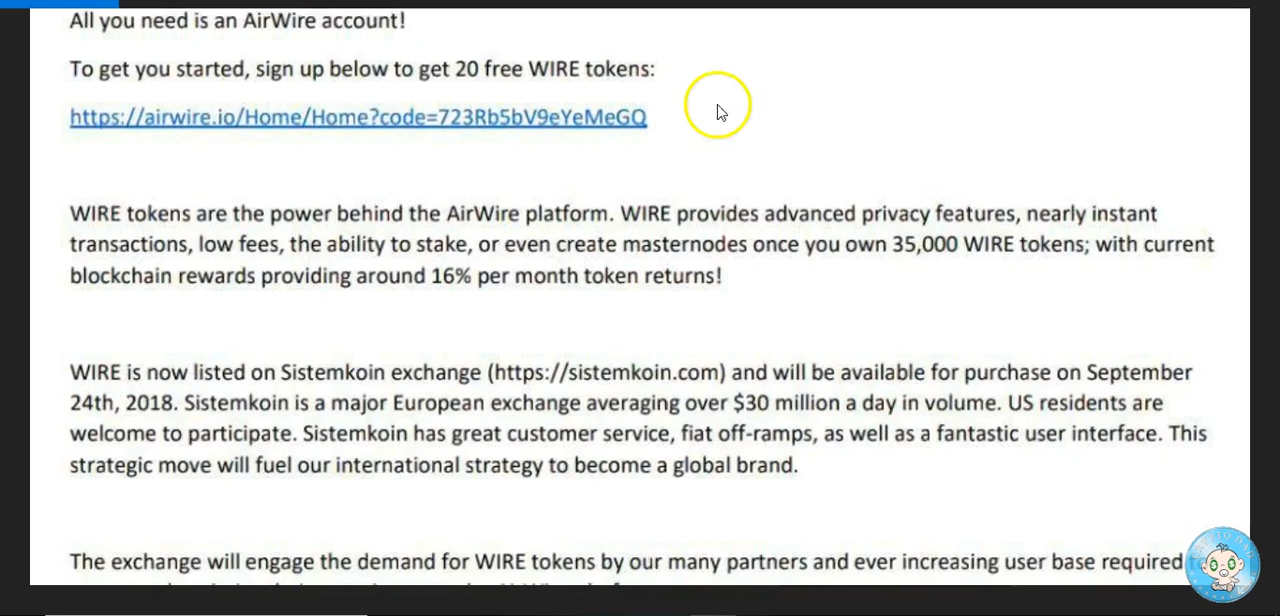 All you need is an AirWire account!
To get you started, sign up below to get 20 free WIRE tokens:
https://airwire.io/Home/Home?code=723Rb5bV9eYeMeGQ
WIRE tokens are the power behind the AirWire platform. WIRE provides advanced privacy features, nearly instant
transactions, low fees, the ability to stake, or even create masternodes once you own 35,000 WIRE tokens; with current
blockchain rewards providing around 16% per month token returns!
WIRE is now listed on Sistemkoin exchange (https://sistemkoin.com) and will be available for purchase on September
24th, 2018. Sistemkoin is a major European exchange averaging over $30 million a day in volume. US residents are
welcome to participate. Sistemkoin has great customer service, fiat off-ramps, as well as a fantastic user interface. This
strategic move will fuel our international strategy to become a global brand.
The exchange will engage the demand for WIRE tokens by our many partners and ever increasing user base required